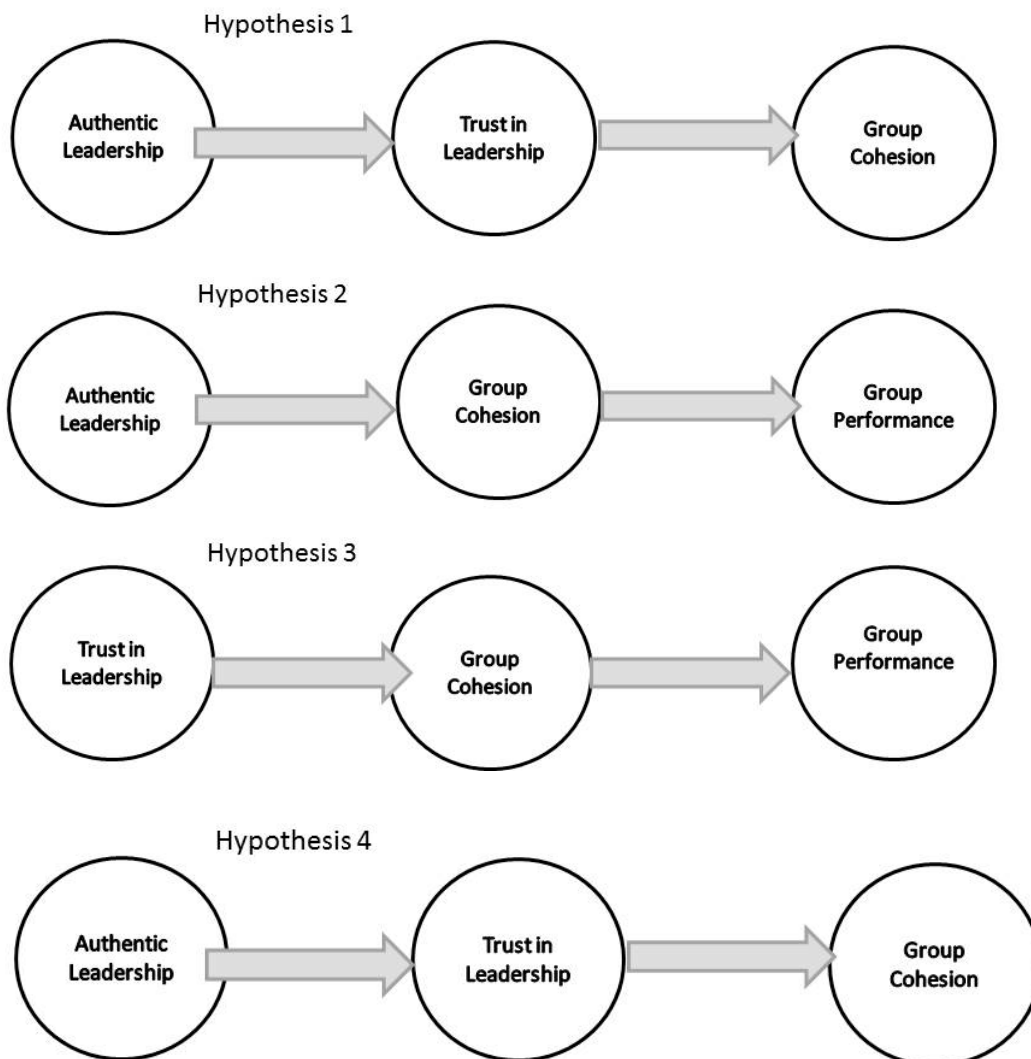 Hypothesis 1
Authentic
Leadership
Trust in
Leadership
Group
Cohesion
Hypothesis 2
Authentic
Leadership
Group
Cohesion
Group
Performance
Hypothesis 3
Trust in
Leadership
Group
Cohesion
Group
Performance
Hypothesis 4
Authentic
Leadership
Trust in
Leadership
Group
Cohesion